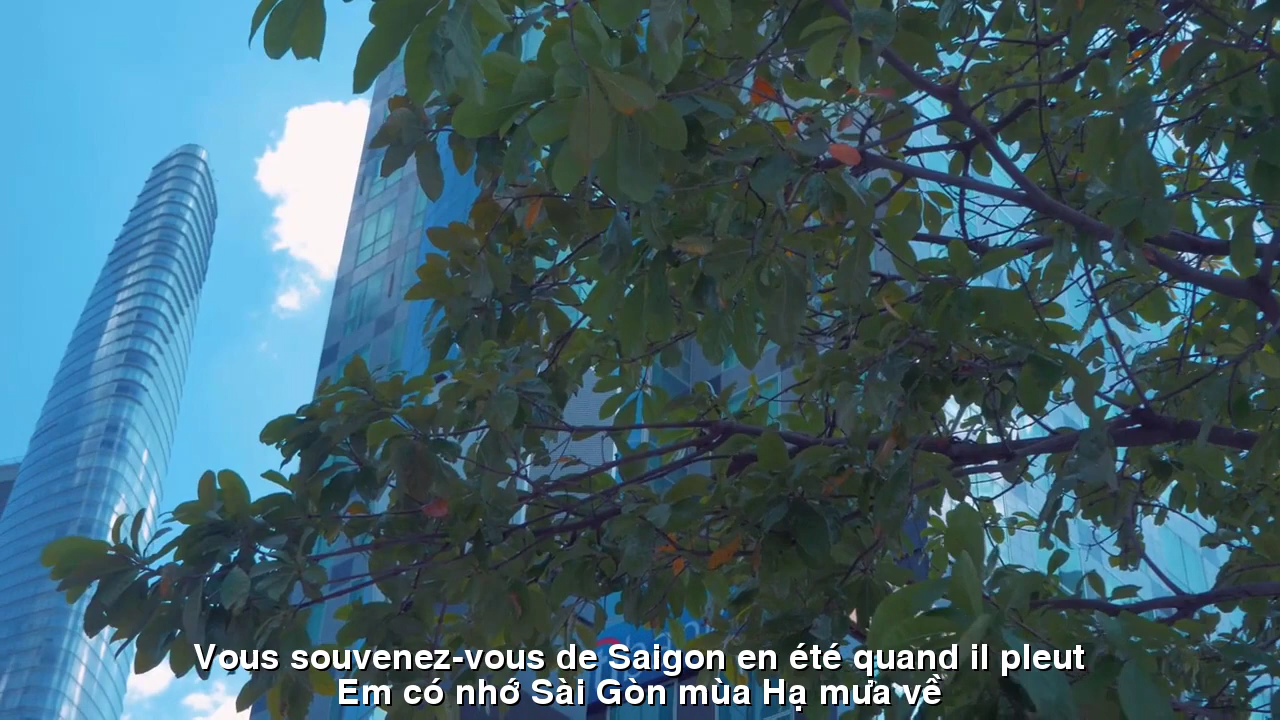 Vous souvenez-vous de Saigon en été quand il pleut
Em có nhớ Sài Gòn mùa Hạ mưa về